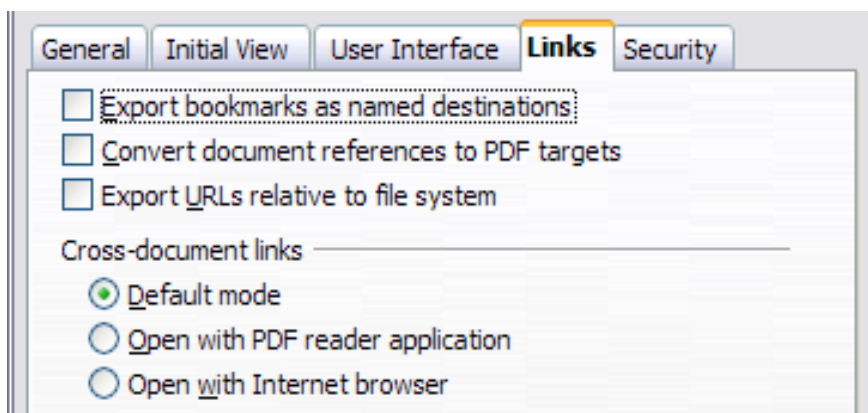 General Initial View User Interface Links Security
Export bookmarks as named destinations
Convert document references to PDF targets
Export URLs relative to file system
Cross-document links
Default mode
Open with PDF reader application
Open with Internet browser